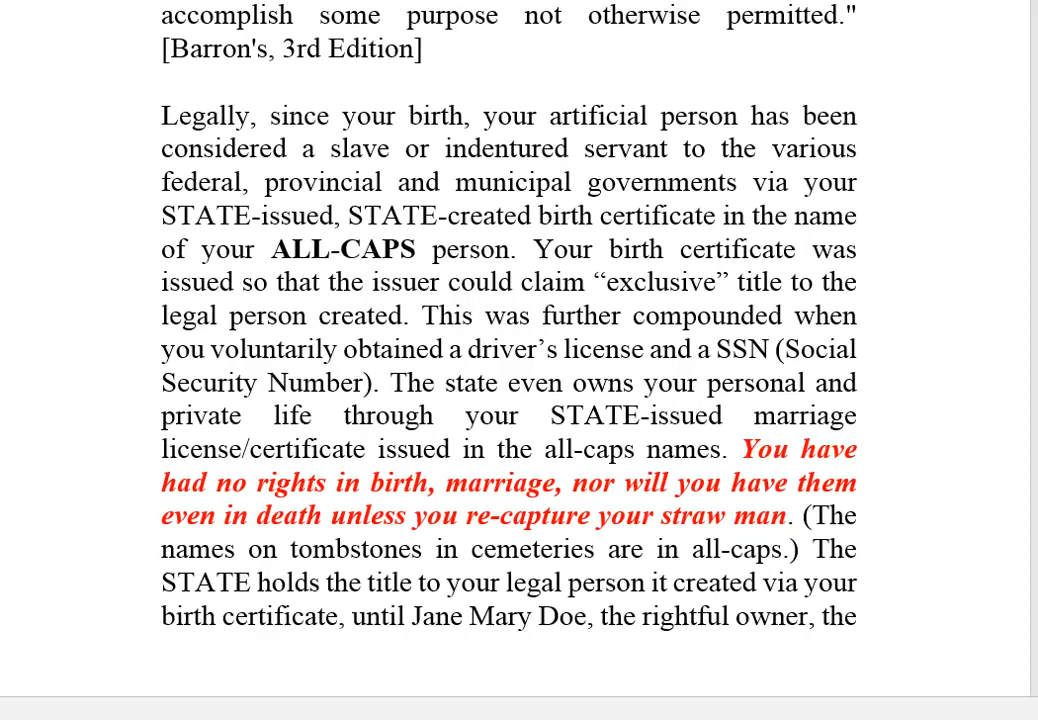 accomplish some purpose not otherwise permitted."
[Barron's, 3rd Edition]
Legally, since your birth, your artificial person has been
considered a slave or indentured servant to the various
federal, provincial and municipal governments via your
STATE-issued, STATE-created birth certificate in the name
of your ALL-CAPS person. Your birth certificate was
issued so that the issuer could claim “exclusive” title to the
legal person created. This was further compounded when
you voluntarily obtained a driver’s license and a SSN (Social
Security Number). The state even owns your personal and
private life through your STATE-issued marriage
license/certificate issued in the all-caps names. You have
had no rights in birth, marriage, nor will you have them
even in death unless you re-capture your straw man. (The
names on tombstones in cemeteries are in all-caps.) The
STATE holds the title to your legal person it created via your
birth certificate, until Jane Mary Doe, the rightful owner, the